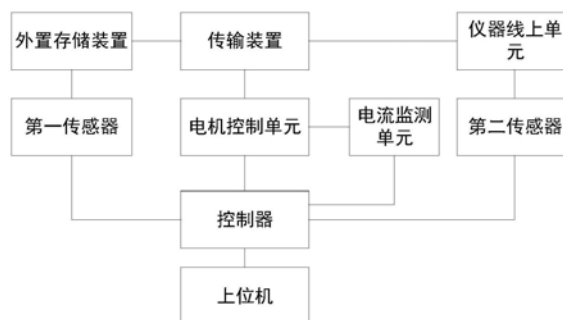 外置存储装置
传输装置
仪器线上单
元
第一传感器
电机控制单元
电流监测
单元
第二传感器
控制器
上位机